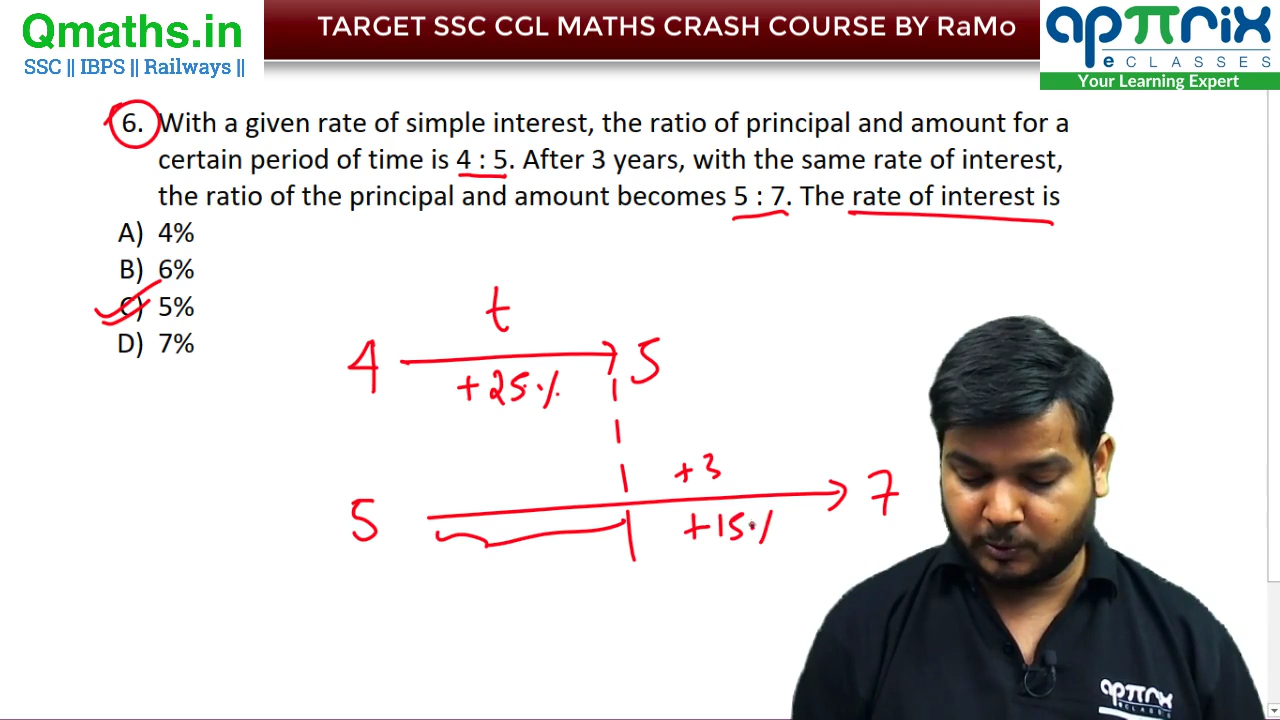 Qmaths.in
SSC || IBPS || Railways ||
TARGET SSC CGL MATHS CRASH COURSE BY RaMo
apπrix
eCLASSES
Your Learning Expert
6. With a given rate of simple interest, the ratio of principal and amount for a
certain period of time is 4 : 5. After 3 years, with the same rate of interest,
the ratio of the principal and amount becomes 5 : 7. The rate of interest is
A) 4%
B) 6%
C) 5%
D) 7%
t
4 5
+25%
+3
5 7
+15%
apπrix
eCLASSES